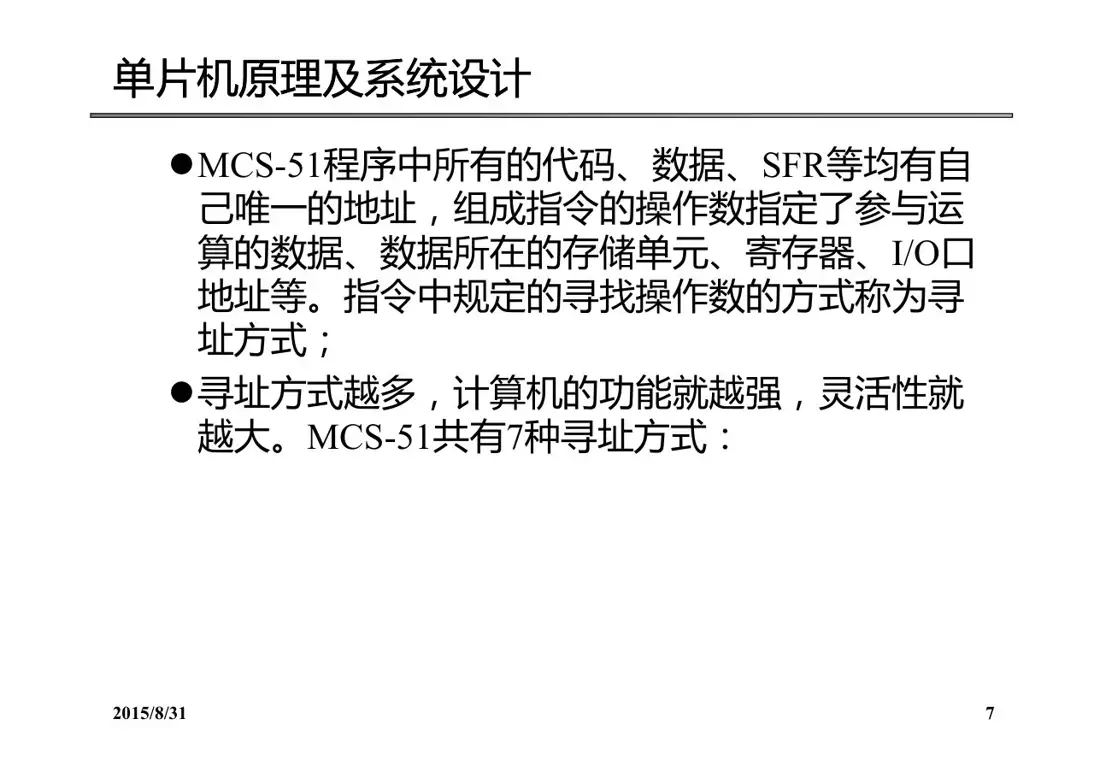 单片机原理及系统设计
●MCS-51程序中所有的代码、数据、SFR等均有自
己唯一的地址，组成指令的操作数指定了参与运
算的数据、数据所在的存储单元、寄存器、I/O口
地址等。指令中规定的寻找操作数的方式称为寻
址方式；
●寻址方式越多，计算机的功能就越强，灵活性就
越大。MCS-51共有7种寻址方式：
2015/8/31
7